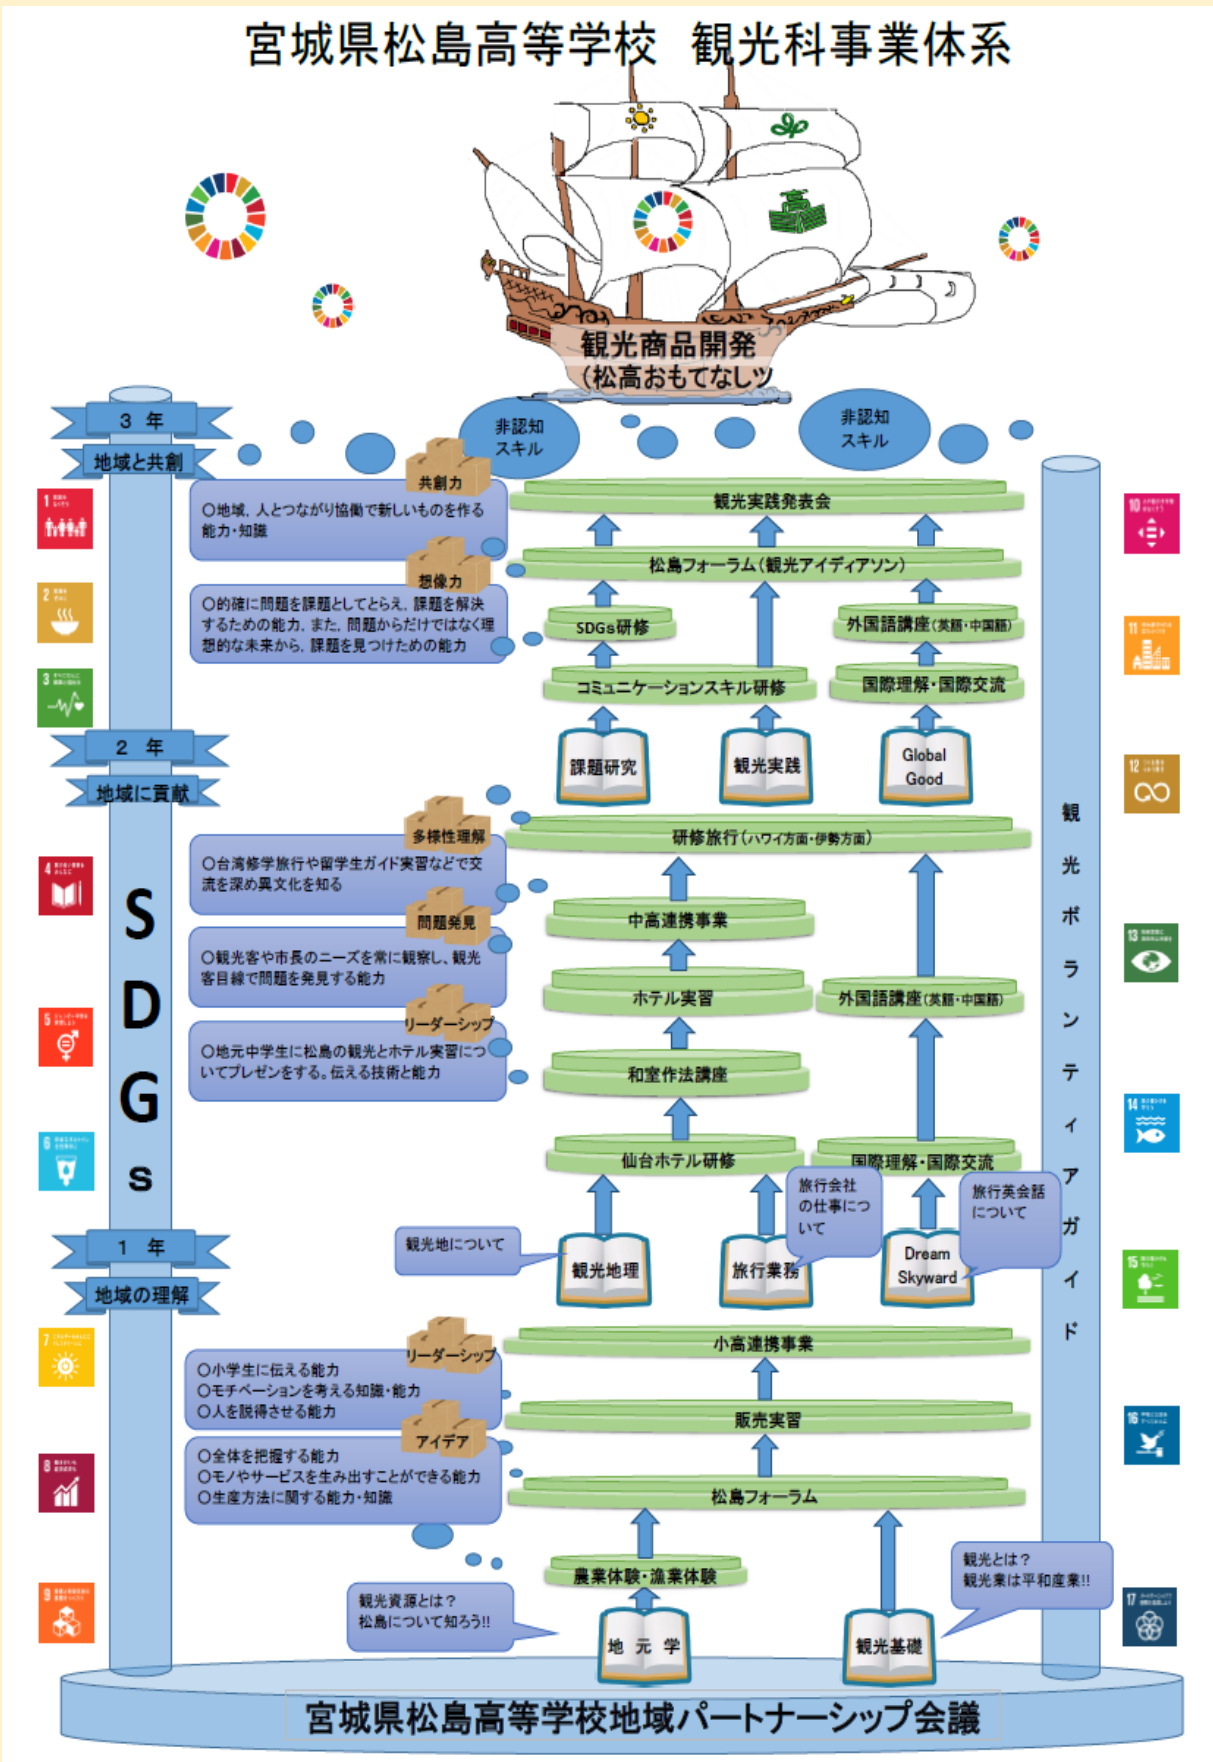 宮城県松島高等学校 観光科事業体系
観光商品開発
（松高おもてなしツ
3 年
地域と共創
非認知
スキル
非認知
スキル
共創力
○地域，人とつながり協働で新しいものを作る
能力・知識
観光実践発表会
松島フォーラム（観光アイディアソン）
想像力
○的確に問題を課題としてとらえ，課題を解決
するための能力，また，問題からだけではなく理
想的な未来から，課題を見つけための能力
SDGs研修
外国語講座（英語・中国語）
コミュニケーションスキル研修
国際理解・国際交流
課題研究
観光実践
Global
Good
2 年
地域に貢献
多様性理解
○台湾修学旅行や留学生ガイド実習などで交
流を深め異文化を知る
研修旅行（ハワイ方面・伊勢方面）
問題発見
○観光客や市長のニーズを常に観察し、観光
客目線で問題を発見する能力
中高連携事業
ホテル実習
外国語講座（英語・中国語）
リーダーシップ
○地元中学生に松島の観光とホテル実習につ
いてプレゼンをする。伝える技術と能力
和室作法講座
仙台ホテル研修
国際理解・国際交流
観光地について
旅行会社
の仕事につ
いて
旅行英会話
について
観光地理
旅行業務
Dream
Skyward
1 年
地域の理解
リーダーシップ
○小学生に伝える能力
○モチベーションを考える知識・能力
○人を説得させる能力
小高連携事業
アイデア
○全体を把握する能力
○モノやサービスを生み出すことができる能力
○生産方法に関する能力・知識
販売実習
松島フォーラム
農業体験・漁業体験
観光資源とは？
松島について知ろう!!
観光とは？
観光業は平和産業!!
地 元 学
観光基礎
SDGs
観光ボランティアガイド
1
2
3
4
5
6
7
8
9
10
11
12
13
14
15
16
17
宮城県松島高等学校地域パートナーシップ会議